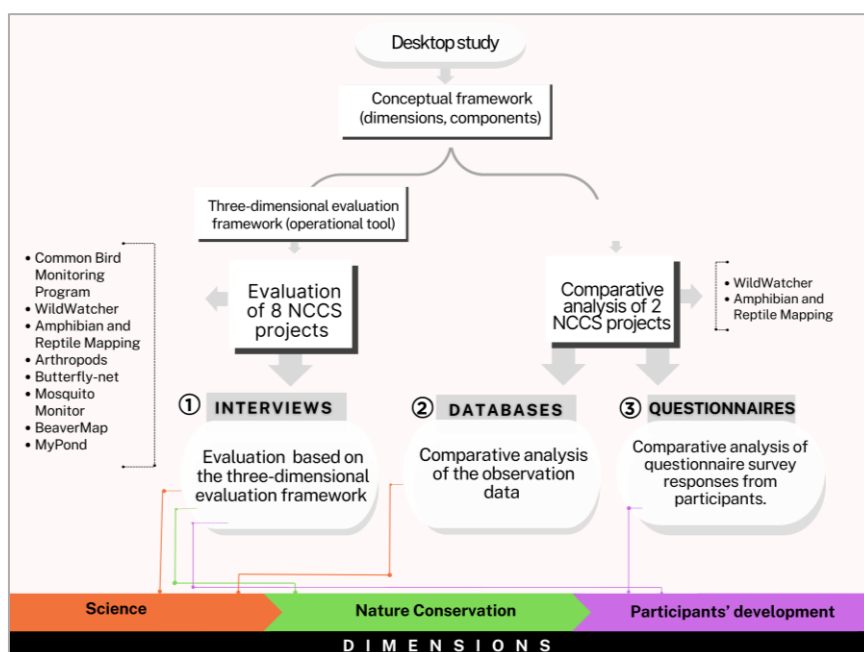 Desktop study
Conceptual framework
(dimensions, components)
Three-dimensional evaluation
framework (operational tool)
• Common Bird
Monitoring
Program
• WildWatcher
• Amphibian and
Reptile Mapping
• Arthropods
• Butterfly-net
• Mosquito
Monitor
• BeaverMap
• MyPond
Evaluation
of 8 NCCS
projects
Comparative
analysis of 2
NCCS projects
• WildWatcher
• Amphibian and
Reptile Mapping
① INTERVIEWS
Evaluation based on
the three-dimensional
evaluation framework
② DATABASES
Comparative analysis
of the observation
data
③ QUESTIONNAIRES
Comparative analysis of
questionnaire survey
responses from
participants.
Science
Nature Conservation
Participants’ development
DIMENSIONS